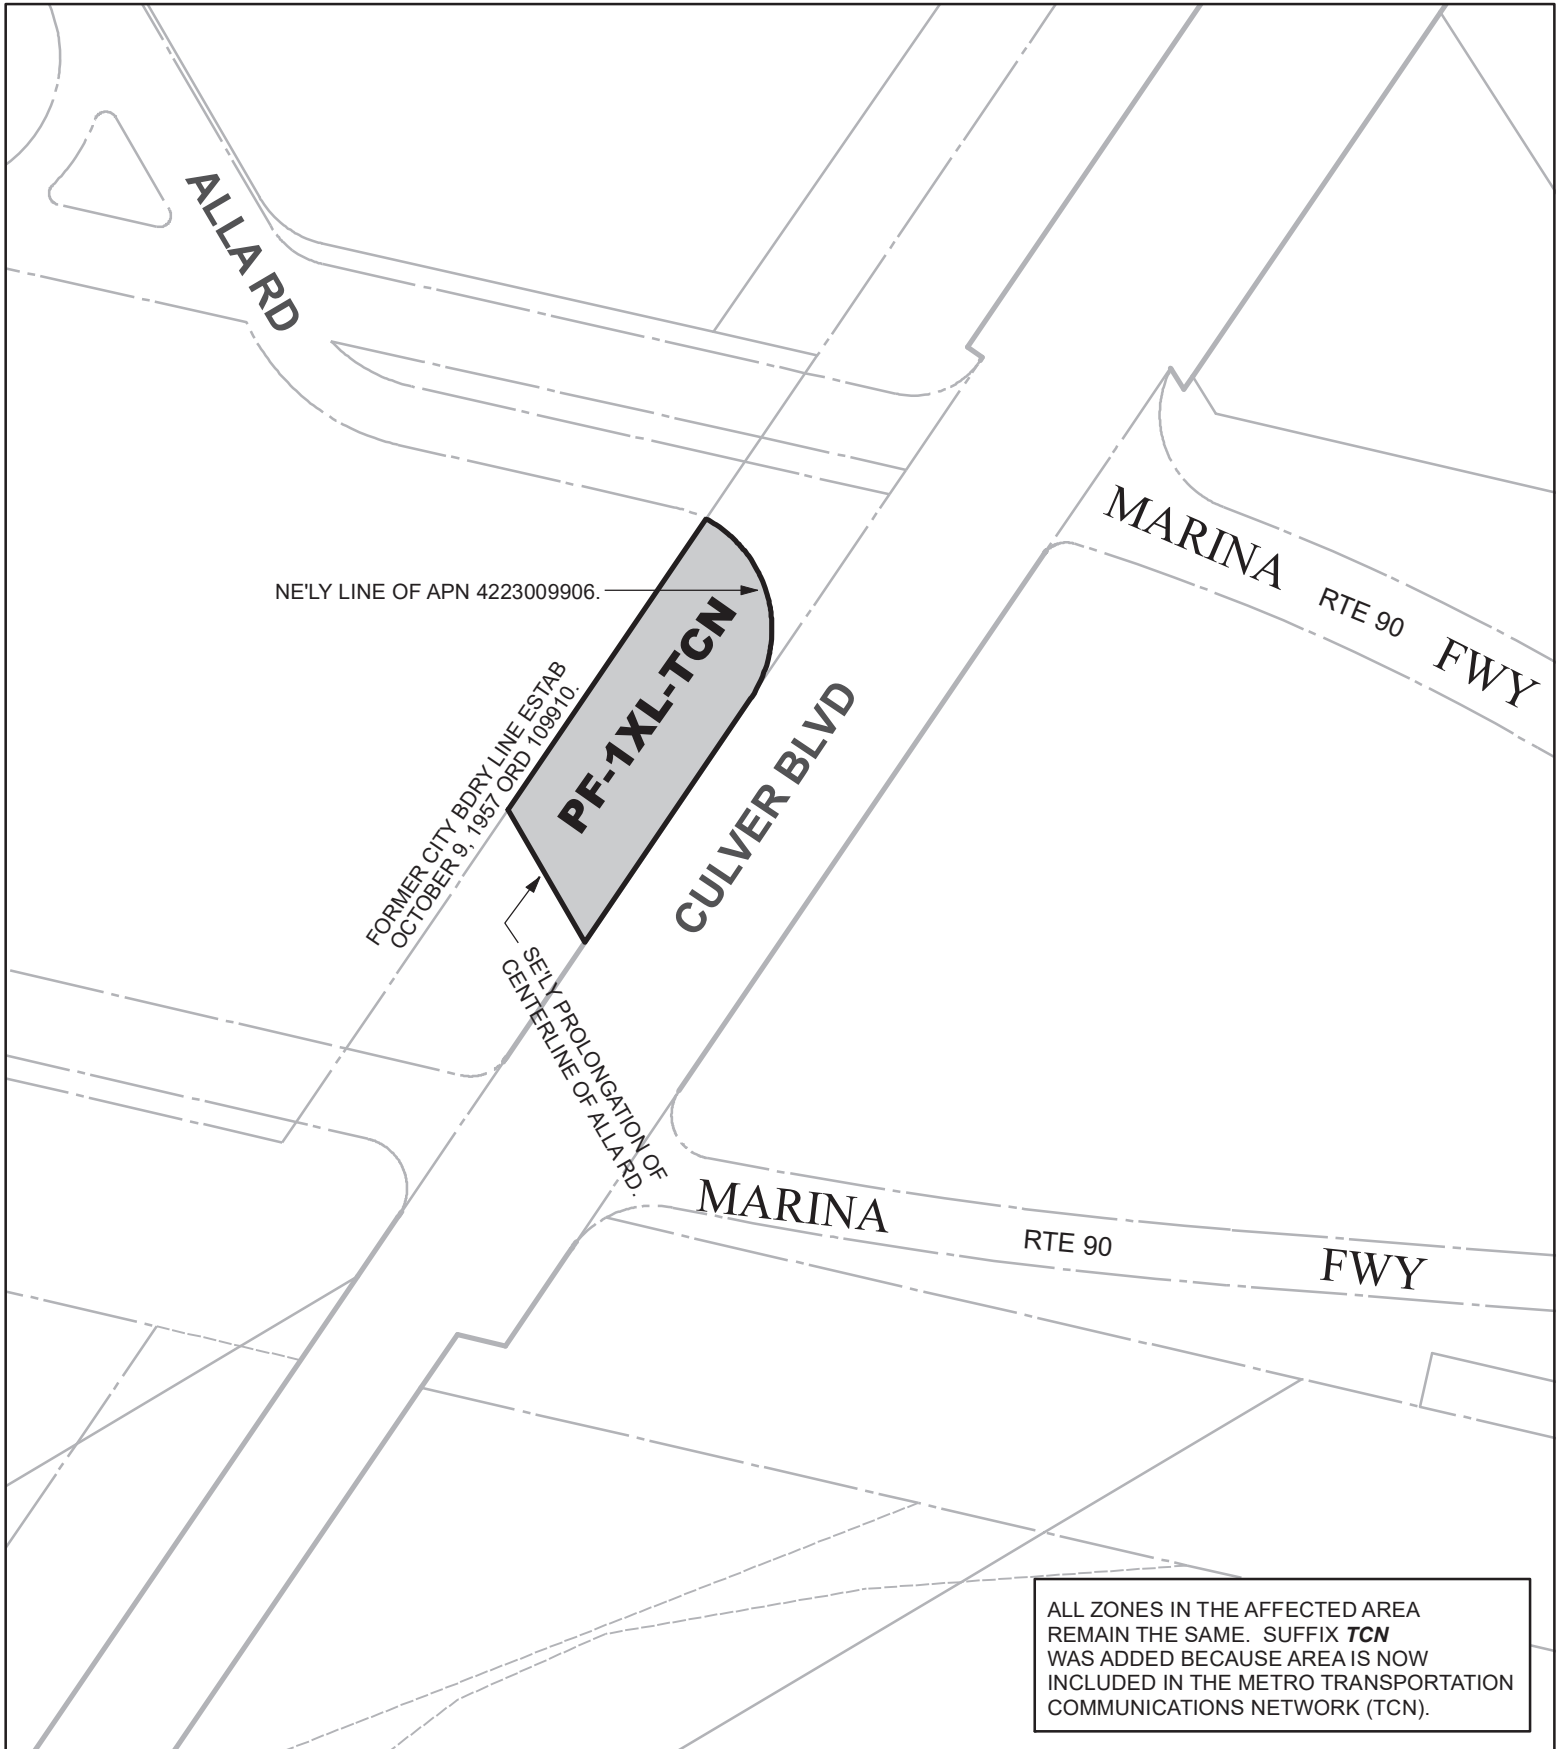 ALLA RD
MARINA
RTE 90
FWY
NE'LY LINE OF APN 4223009906.
PF-1XL-TCN
FORMER CITY BDRY LINE ESTAB
OCTOBER 9, 1957 ORD 109910.
CULVER BLVD
SE'LY PROLONGATION OF
CENTERLINE OF ALLA RD.
MARINA
RTE 90
FWY
ALL ZONES IN THE AFFECTED AREA
REMAIN THE SAME. SUFFIX TCN
WAS ADDED BECAUSE AREA IS NOW
INCLUDED IN THE METRO TRANSPORTATION
COMMUNICATIONS NETWORK (TCN).